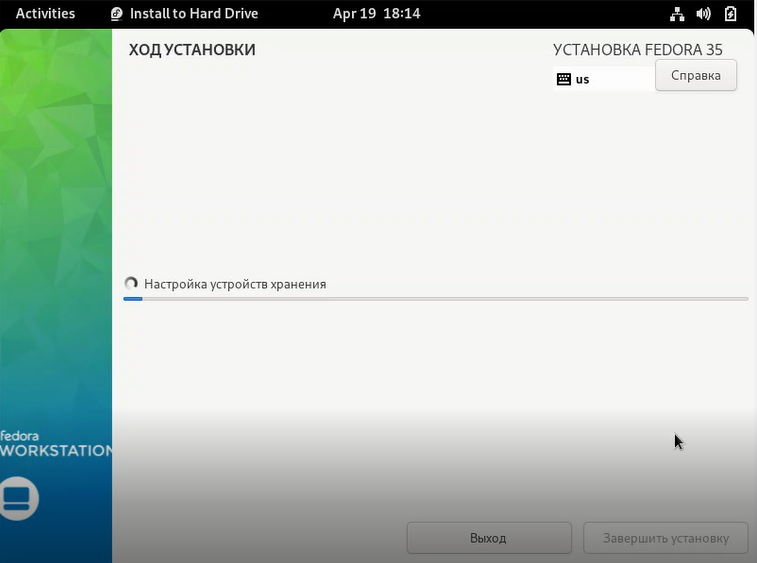 Activities Install to Hard Drive Apr 19 18:14
ХОД УСТАНОВКИ
УСТАНОВКА FEDORA 35
us
Справка
Настройка устройств хранения
fedora
WORKSTATION
Выход
Завершить установку